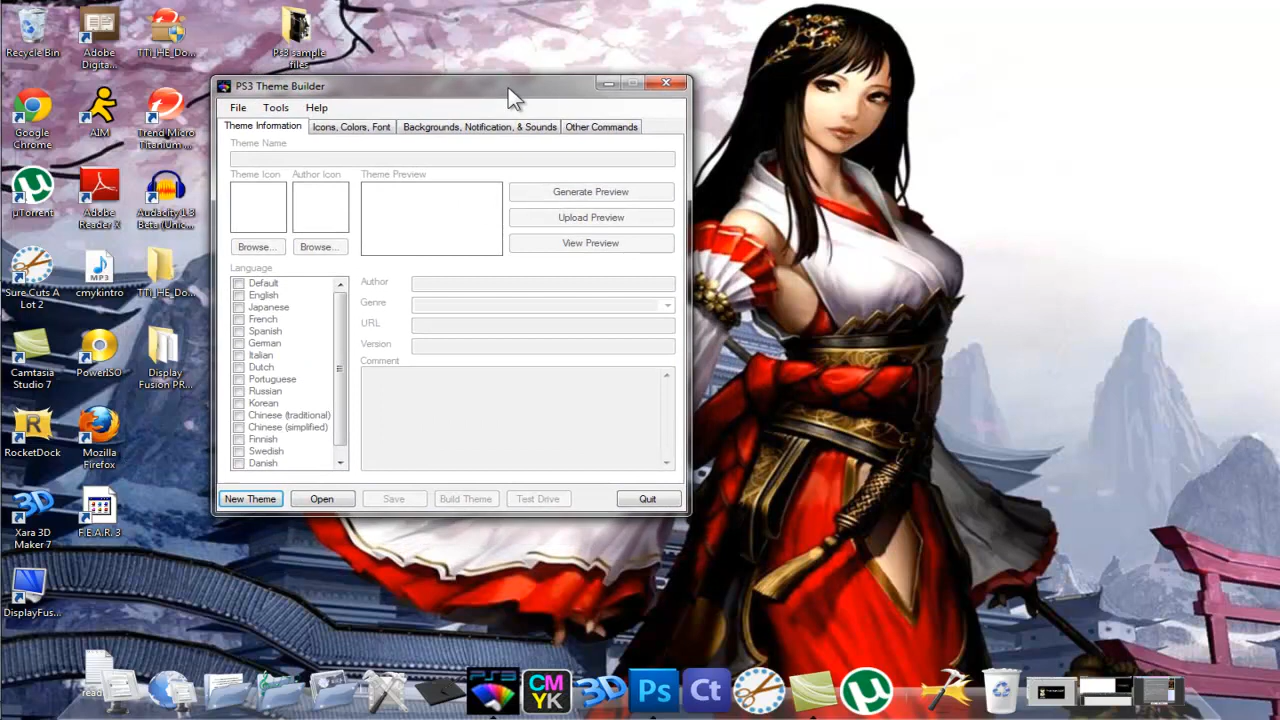 Recycle Bin
Adobe
Digita...
TTi_HE_Do...
Ps3 sample
files
Google
Chrome
AIM
Trend Micro
Titanium ...
µTorrent
Adobe
Reader X
Audacity 1.3
Beta (Unic...
Sure Cuts A
Lot 2
MP3
cmykintro
TTi_HE_Do...
Camtasia
Studio 7
PowerISO
Display
Fusion PR...
R
RocketDock
Mozilla
Firefox
3D
Xara 3D
Maker 7
F.E.A.R. 3
DisplayFus...
PS3 Theme Builder
File Tools Help
Theme Information Icons, Colors, Font Backgrounds, Notification, & Sounds Other Commands
Theme Name
Theme Icon Author Icon Theme Preview
Generate Preview
Upload Preview
View Preview
Browse... Browse...
Language
Default
English
Japanese
French
Spanish
German
Italian
Dutch
Portuguese
Russian
Korean
Chinese (traditional)
Chinese (simplified)
Finnish
Swedish
Danish
Author
Genre
URL
Version
Comment
New Theme Open Save Build Theme Test Drive Quit
PS3
CM
YK
3D
Ps
Ct
µ